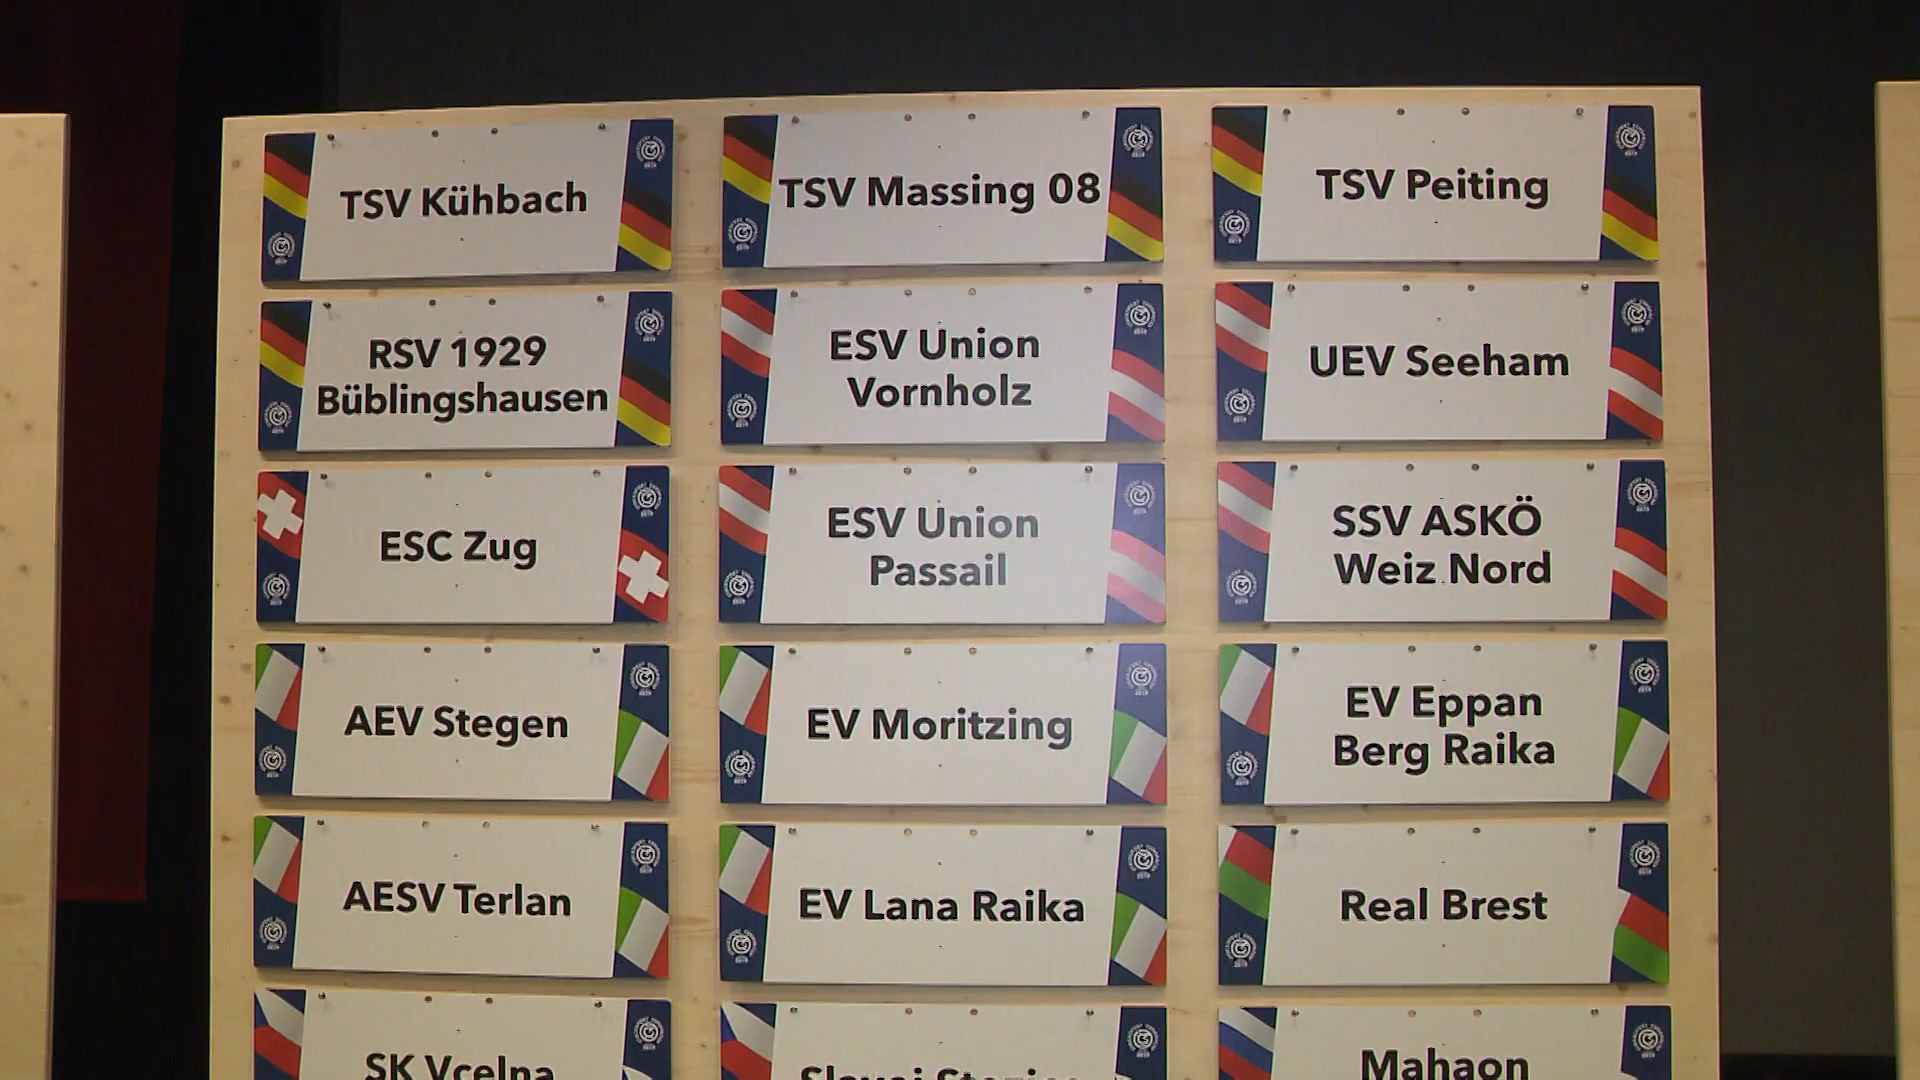 TSV Kühbach
TSV Massing 08
TSV Peiting
RSV 1929
Büblingshausen
ESV Union
Vornholz
UEV Seeham
ESC Zug
ESV Union
Passail
SSV ASKÖ
Weiz Nord
AEV Stegen
EV Moritzing
EV Eppan
Berg Raika
AESV Terlan
EV Lana Raika
Real Brest
SK Vcelna
Mahaon